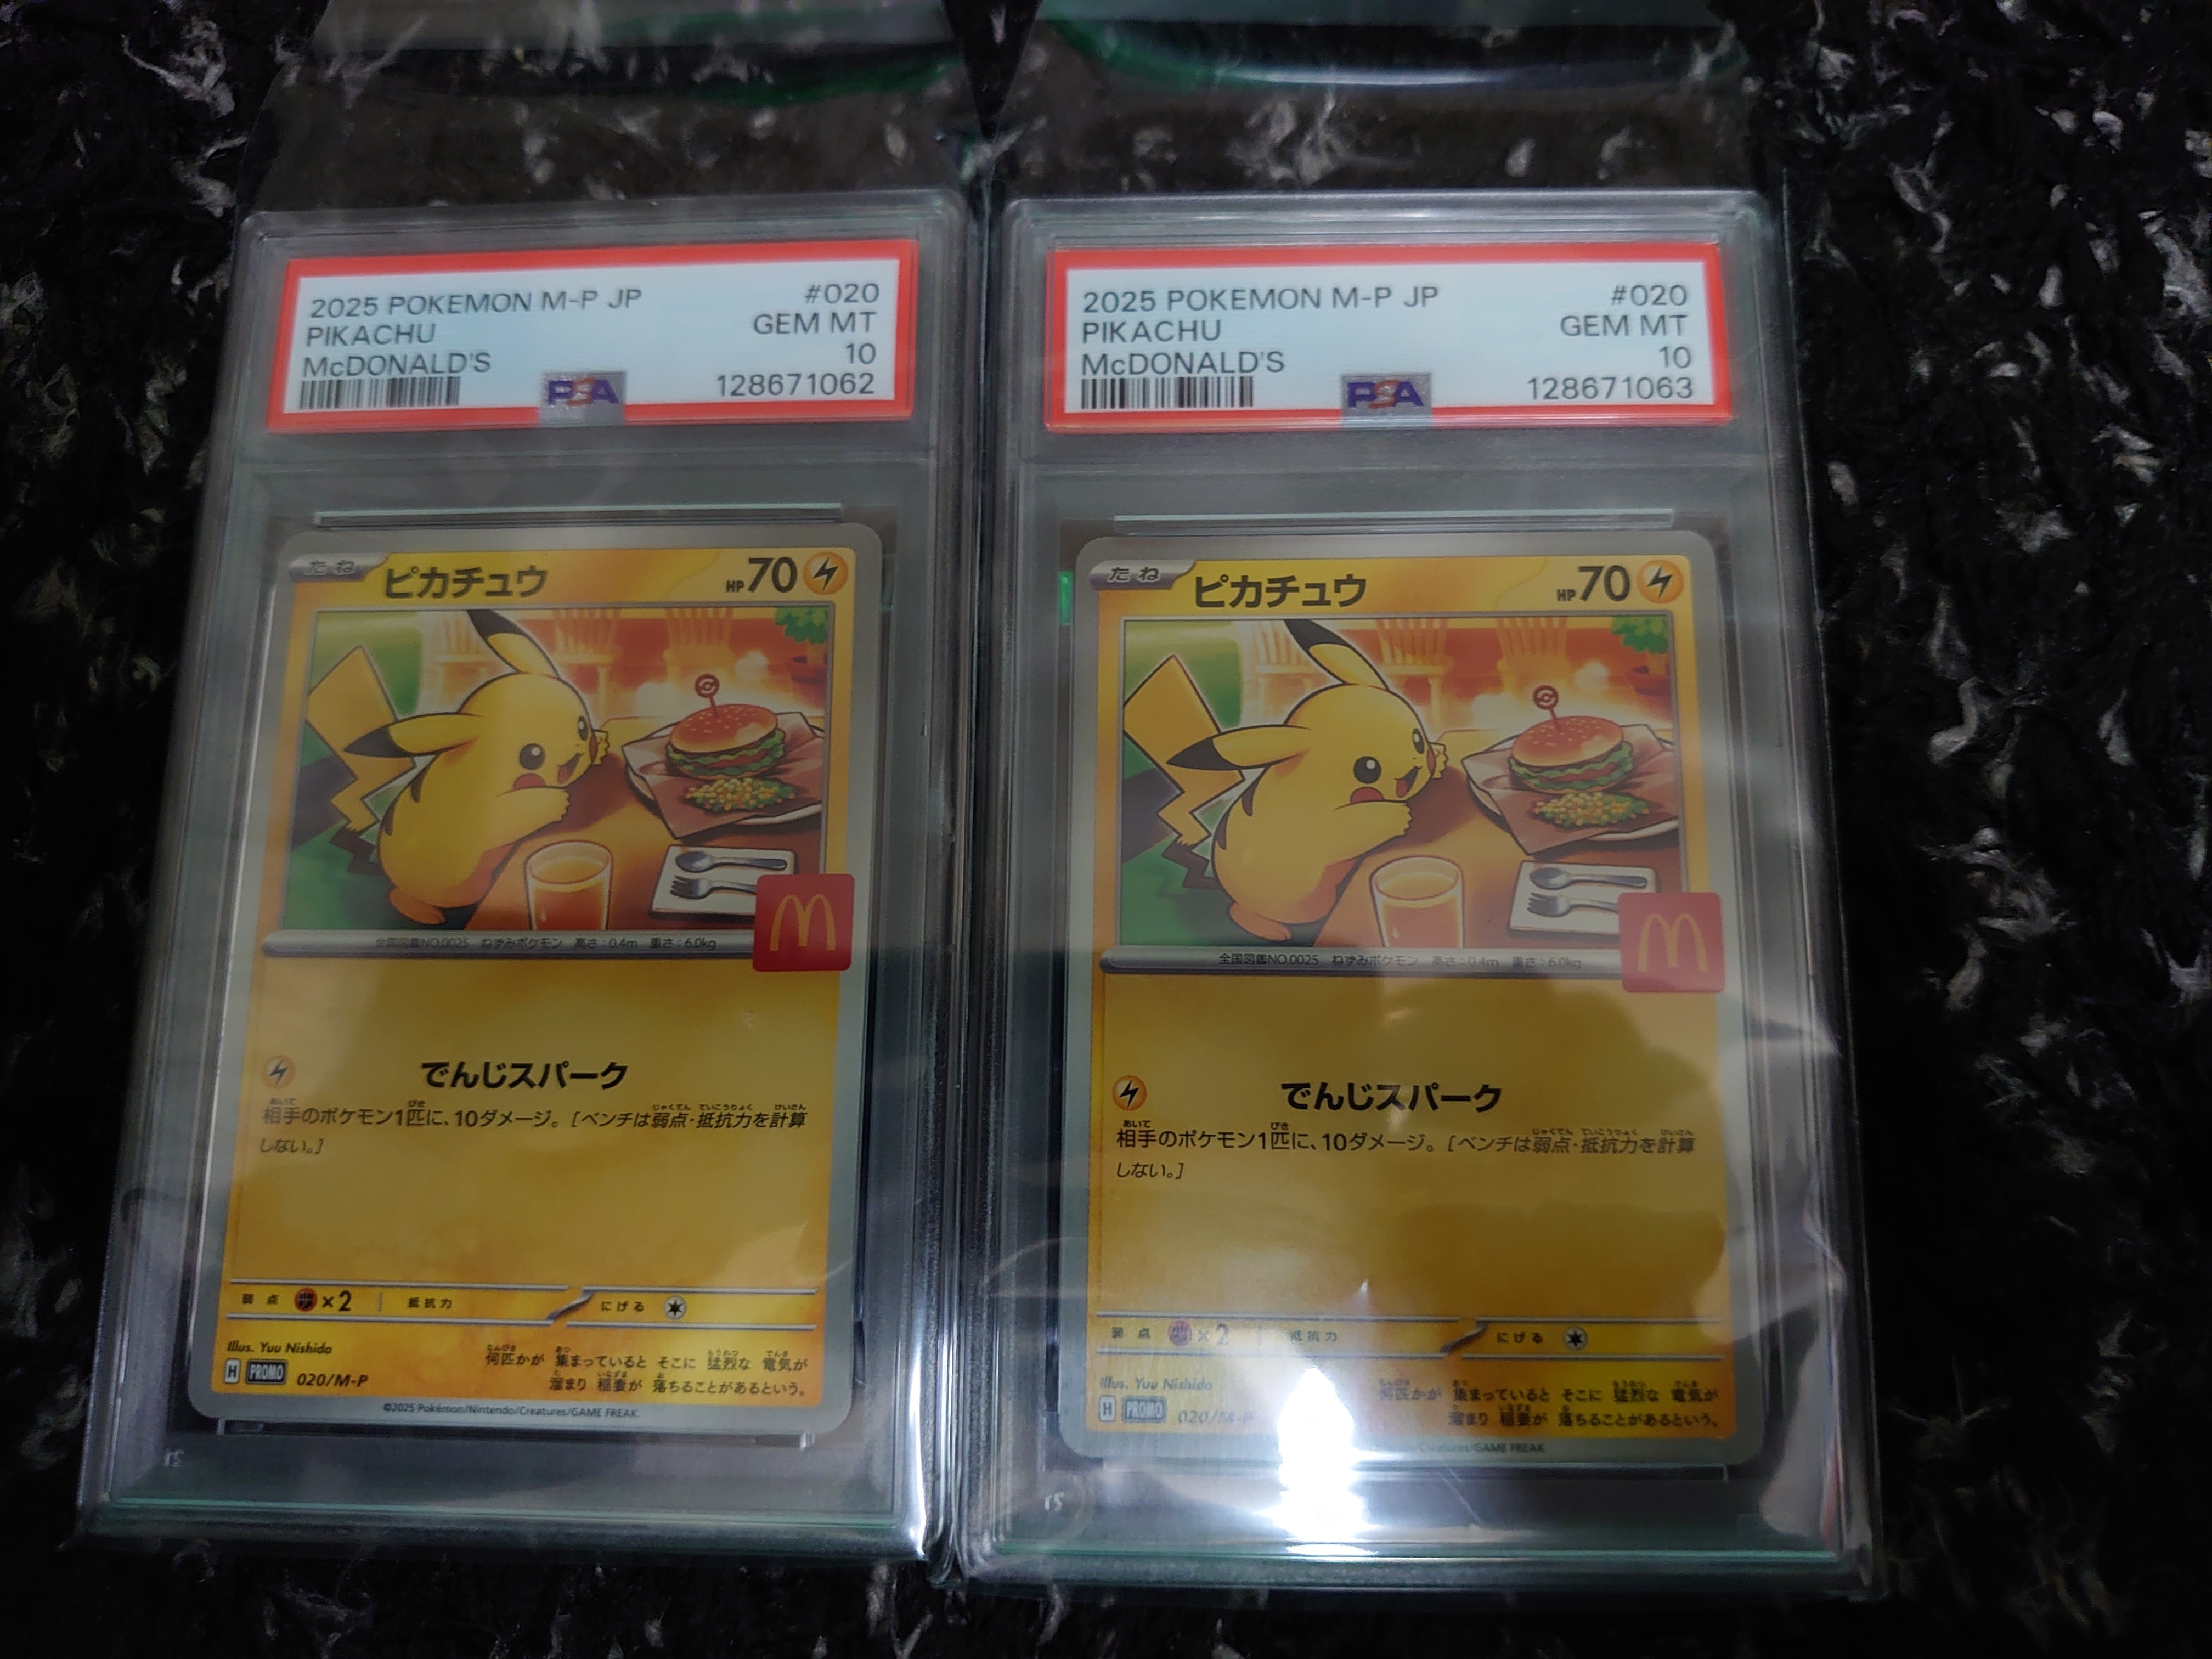 2025 POKEMON M-P JP #020
PIKACHU GEM MT
McDONALD'S 10
PSA 128671062
たね ピカチュウ HP70
全国図鑑NO.0025 ねずみポケモン 高さ:0.4m 重さ:6.0kg
でんじスパーク
相手のポケモン1匹に、10ダメージ。[ベンチは弱点・抵抗力を計算
しない。]
弱点 ×2 抵抗力 にげる
Illus. Yuu Nishida
何匹かが 集まっていると そこに 猛烈な 電気が
溜まり 稲妻が 落ちることがあるという。
H PROMO 020/M-P
©2025 Pokémon/Nintendo/Creatures/GAME FREAK.
2025 POKEMON M-P JP #020
PIKACHU GEM MT
McDONALD'S 10
PSA 128671063
たね ピカチュウ HP70
全国図鑑NO.0025 ねずみポケモン 高さ:0.4m 重さ:6.0kg
でんじスパーク
相手のポケモン1匹に、10ダメージ。[ベンチは弱点・抵抗力を計算
しない。]
弱点 ×2 抵抗力 にげる
Illus. Yuu Nishida
何匹かが 集まっていると そこに 猛烈な 電気が
溜まり 稲妻が 落ちることがあるという。
H PROMO 020/M-P
/Creatures/GAME FREAK